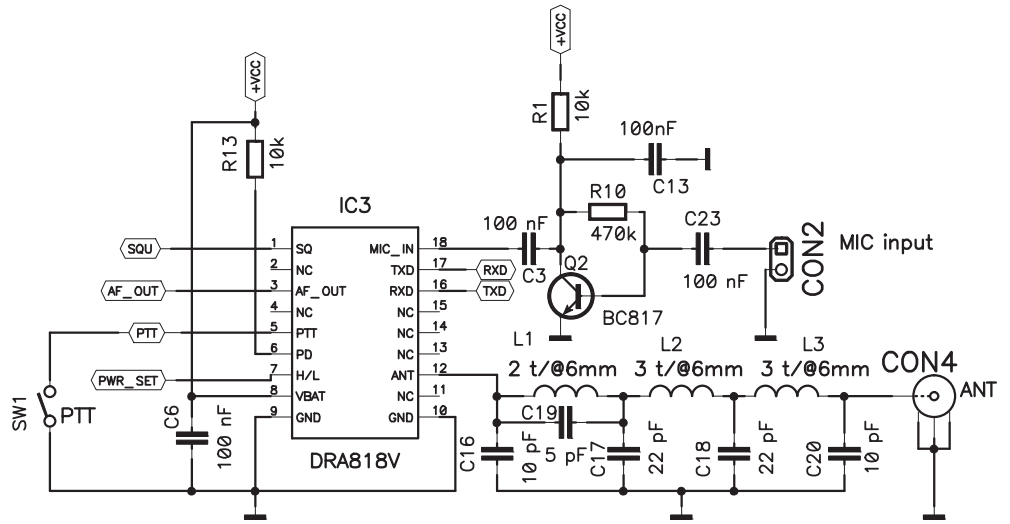 +VCC
+VCC
R1
10k
100nF
C13
R13
10k
IC3
R10
470k
100 nF
C3
C23
100 nF
CON2
MIC input
Q2
BC817
SQU
1
SQ
MIC_IN
18
2
NC
TXD
17
RXD
AF_OUT
3
AF_OUT
RXD
16
TXD
4
NC
NC
15
PTT
5
PTT
NC
14
6
PD
NC
13
PWR_SET
7
H/L
ANT
12
8
VBAT
NC
11
9
GND
GND
10
DRA818V
SW1
PTT
C6
100 nF
L1
2 t/@6mm
L2
3 t/@6mm
L3
3 t/@6mm
CON4
ANT
C19
5 pF
C16
10 pF
C17
22 pF
C18
22 pF
C20
10 pF